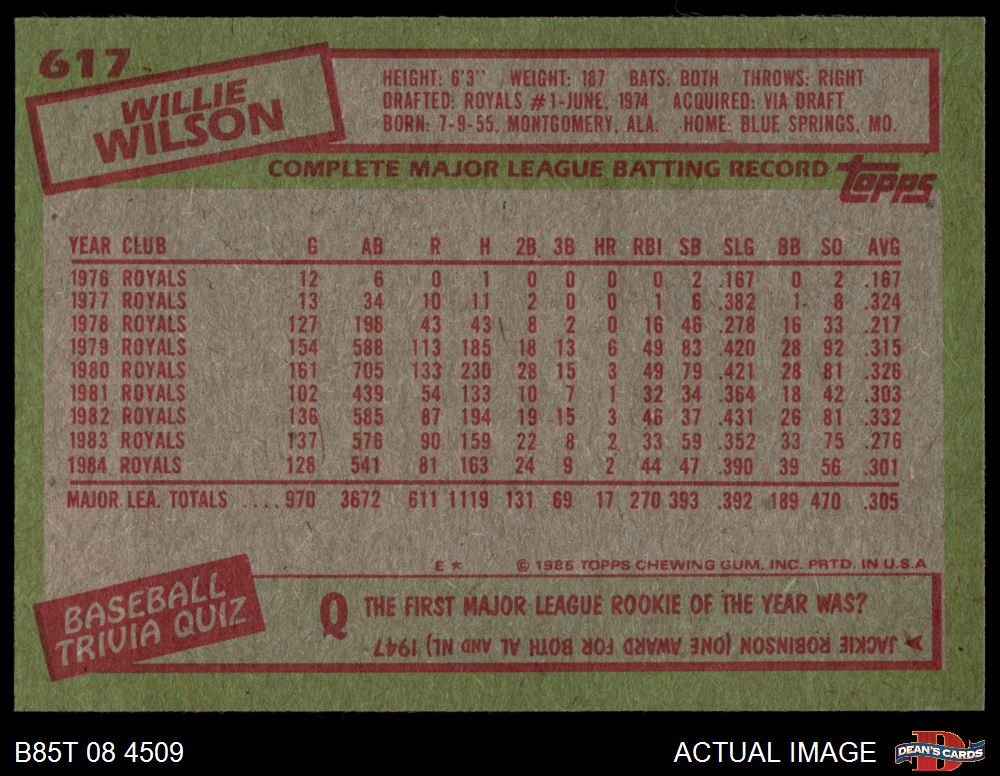 617
WILLIE
WILSON
HEIGHT: 6'3" WEIGHT: 187 BATS: BOTH THROWS: RIGHT
DRAFTED: ROYALS #1-JUNE, 1974 ACQUIRED: VIA DRAFT
BORN: 7-9-55, MONTGOMERY, ALA. HOME: BLUE SPRINGS, MO.
COMPLETE MAJOR LEAGUE BATTING RECORD
topps
YEAR CLUB G AB R H 2B 3B HR RBI SB SLG BB SO AVG
1976 ROYALS 12 6 0 1 0 0 0 0 2 .167 0 2 .167
1977 ROYALS 13 34 10 11 2 0 0 1 6 .382 1 8 .324
1978 ROYALS 127 198 43 43 8 2 0 16 46 .278 16 33 .217
1979 ROYALS 154 588 113 185 18 13 6 49 83 .420 28 92 .315
1980 ROYALS 161 705 133 230 28 15 3 49 79 .421 28 81 .326
1981 ROYALS 102 439 54 133 10 7 1 32 34 .364 18 42 .303
1982 ROYALS 136 585 87 194 19 15 3 46 37 .431 26 81 .332
1983 ROYALS 137 576 90 159 22 8 2 33 59 .352 33 75 .276
1984 ROYALS 128 541 81 163 24 9 2 44 47 .390 39 56 .301
MAJOR LEA. TOTALS ....970 3672 611 1119 131 69 17 270 393 .392 189 470 .305
E * © 1985 TOPPS CHEWING GUM, INC. PRTD. IN U.S.A
BASEBALL
TRIVIA QUIZ
Q THE FIRST MAJOR LEAGUE ROOKIE OF THE YEAR WAS?
JACKIE ROBINSON (ONE AWARD FOR BOTH AL AND NL) 1947
B85T 08 4509
ACTUAL IMAGE
DEAN'S CARDS